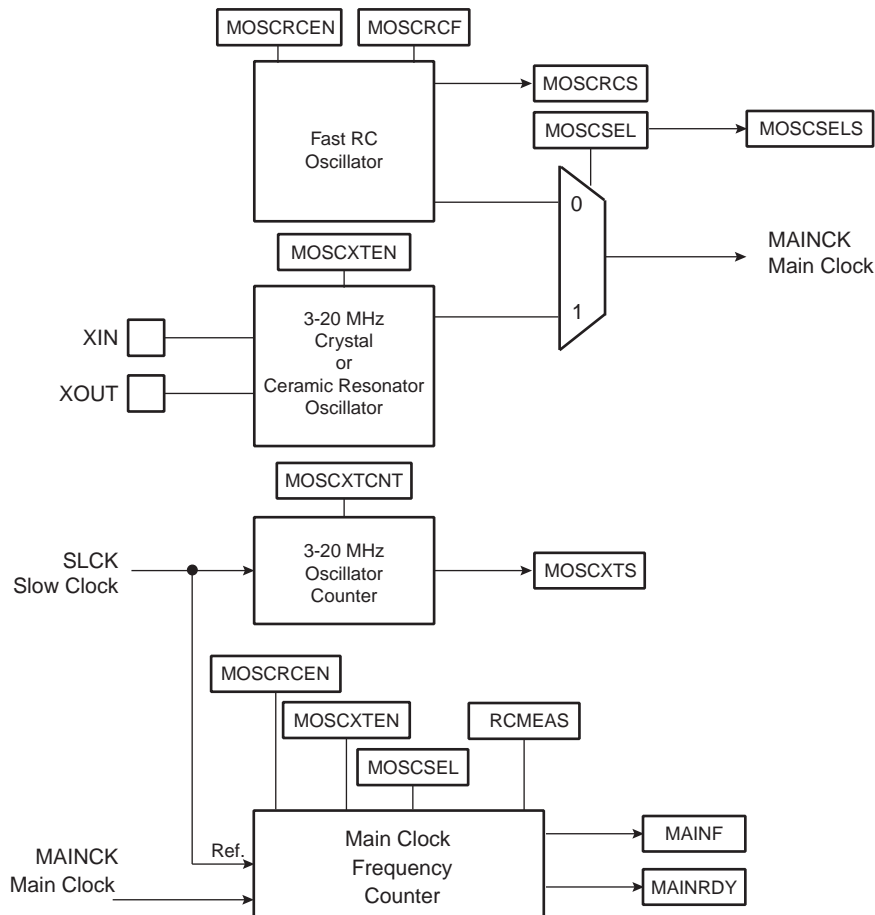 MOSCRCEN
MOSCRCF
Fast RC
Oscillator
MOSCRCS
MOSCSEL
MOSCSELS
0
1
MAINCK
Main Clock
MOSCXTEN
XIN
XOUT
3-20 MHz
Crystal
or
Ceramic Resonator
Oscillator
MOSCXTCNT
SLCK
Slow Clock
3-20 MHz
Oscillator
Counter
MOSCXTS
MOSCRCEN
MOSCXTEN
RCMEAS
MOSCSEL
Ref.
MAINCK
Main Clock
Main Clock
Frequency
Counter
MAINF
MAINRDY